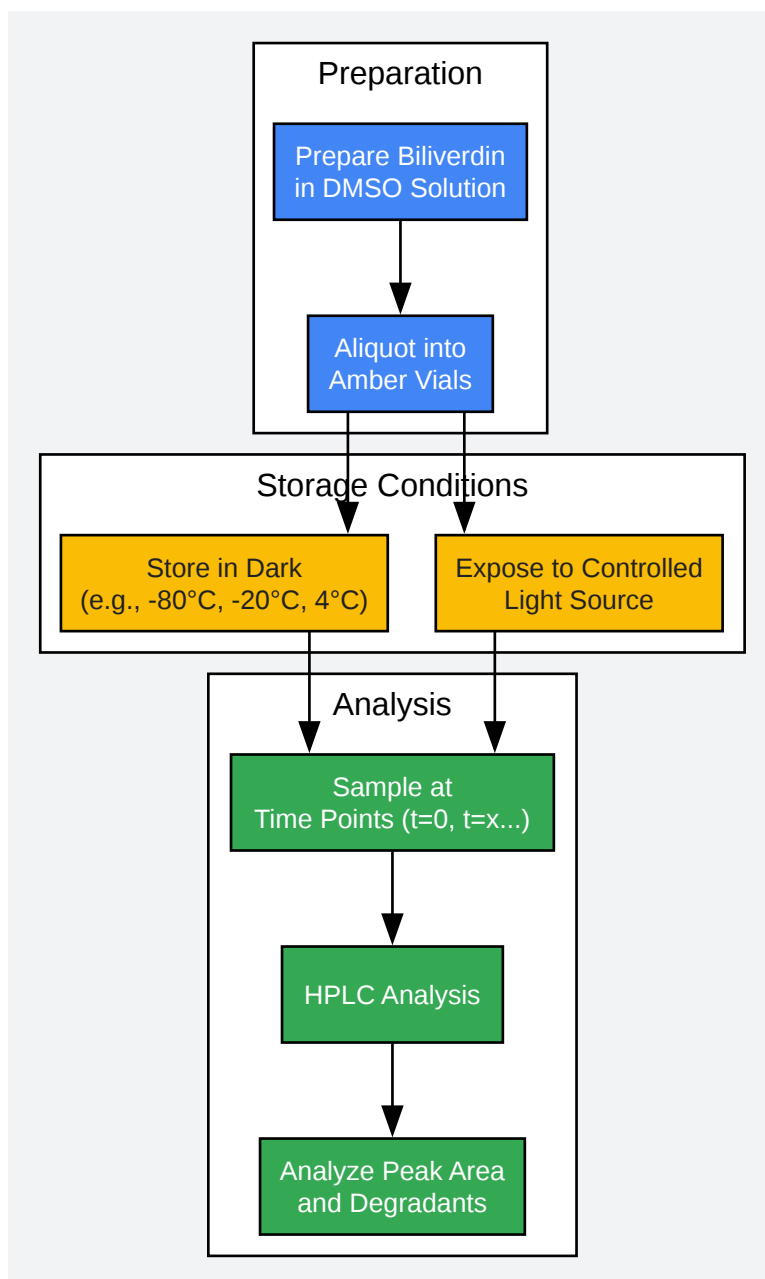 Preparation
Prepare Biliverdin
in DMSO Solution
Aliquot into
Amber Vials
Storage Conditions
Store in Dark
(e.g., -80°C, -20°C, 4°C)
Expose to Controlled
Light Source
Analysis
Sample at
Time Points (t=0, t=x...)
HPLC Analysis
Analyze Peak Area
and Degradants